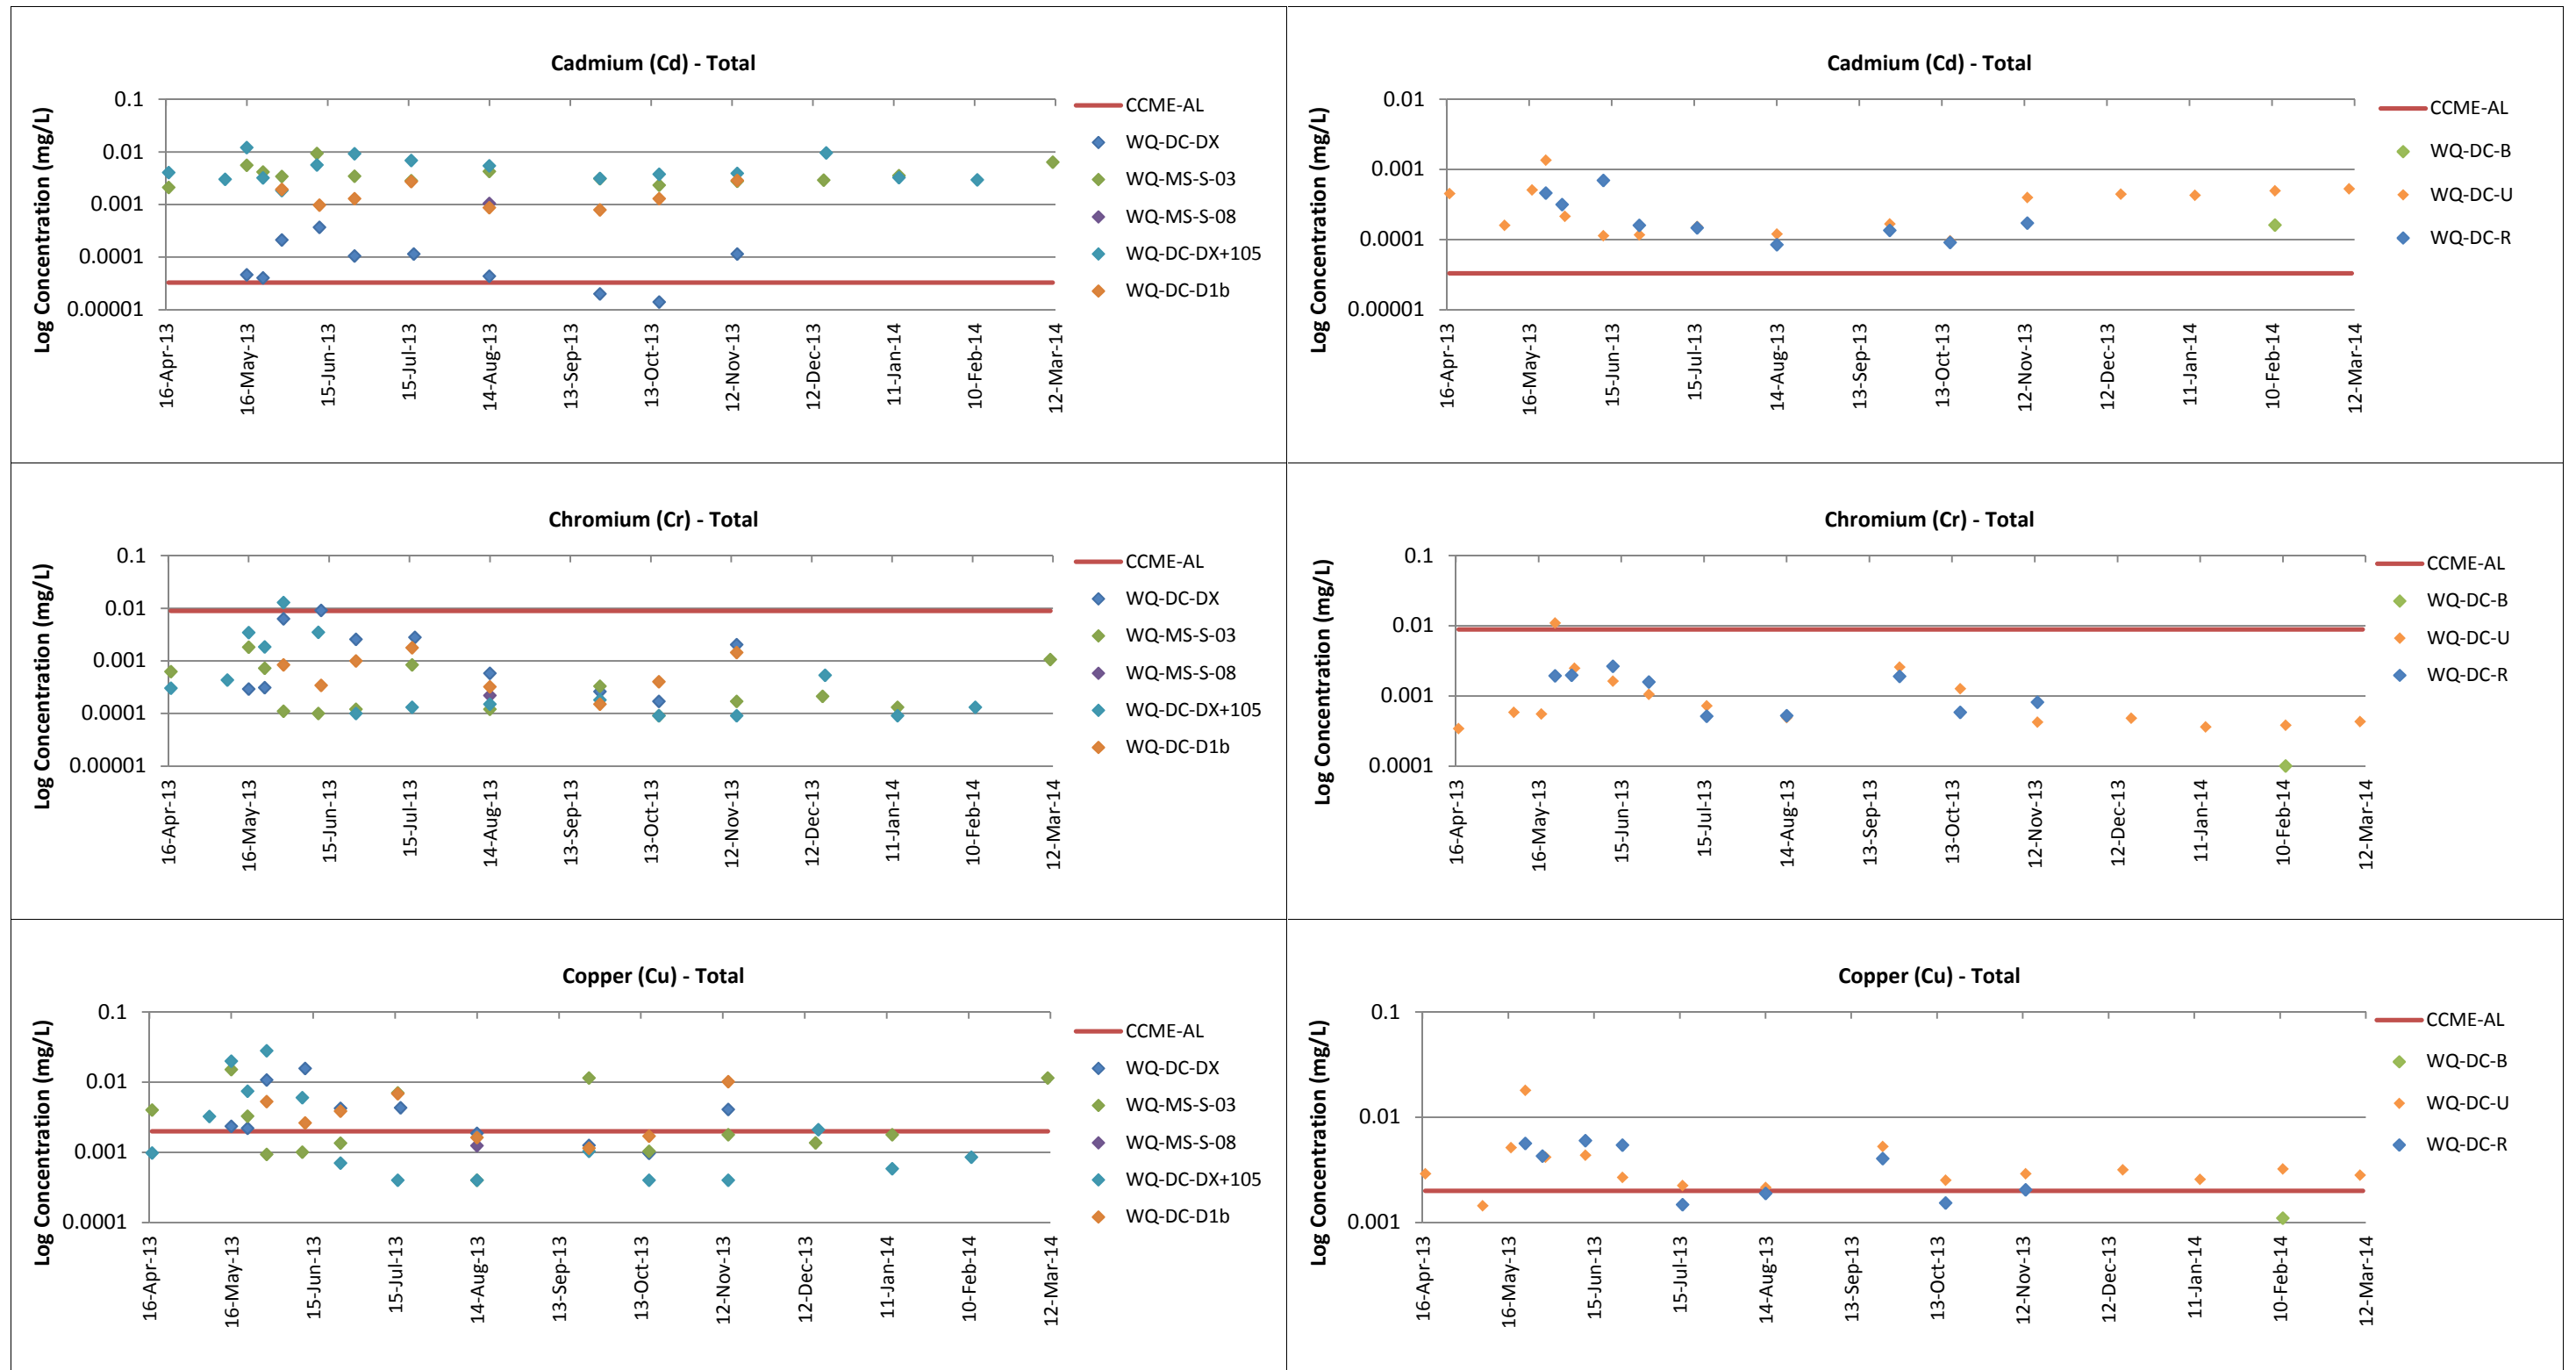 Cadmium (Cd) - Total
Log Concentration (mg/L)
0.1
0.01
0.001
0.0001
0.00001
16-Apr-13
16-May-13
15-Jun-13
15-Jul-13
14-Aug-13
13-Sep-13
13-Oct-13
12-Nov-13
12-Dec-13
11-Jan-14
10-Feb-14
12-Mar-14
CCME-AL
WQ-DC-DX
WQ-MS-S-03
WQ-MS-S-08
WQ-DC-DX+105
WQ-DC-D1b
Cadmium (Cd) - Total
Log Concentration (mg/L)
0.01
0.001
0.0001
0.00001
16-Apr-13
16-May-13
15-Jun-13
15-Jul-13
14-Aug-13
13-Sep-13
13-Oct-13
12-Nov-13
12-Dec-13
11-Jan-14
10-Feb-14
12-Mar-14
CCME-AL
WQ-DC-B
WQ-DC-U
WQ-DC-R
Chromium (Cr) - Total
Log Concentration (mg/L)
0.1
0.01
0.001
0.0001
0.00001
16-Apr-13
16-May-13
15-Jun-13
15-Jul-13
14-Aug-13
13-Sep-13
13-Oct-13
12-Nov-13
12-Dec-13
11-Jan-14
10-Feb-14
12-Mar-14
CCME-AL
WQ-DC-DX
WQ-MS-S-03
WQ-MS-S-08
WQ-DC-DX+105
WQ-DC-D1b
Chromium (Cr) - Total
Log Concentration (mg/L)
0.1
0.01
0.001
0.0001
16-Apr-13
16-May-13
15-Jun-13
15-Jul-13
14-Aug-13
13-Sep-13
13-Oct-13
12-Nov-13
12-Dec-13
11-Jan-14
10-Feb-14
12-Mar-14
CCME-AL
WQ-DC-B
WQ-DC-U
WQ-DC-R
Copper (Cu) - Total
Log Concentration (mg/L)
0.1
0.01
0.001
0.0001
16-Apr-13
16-May-13
15-Jun-13
15-Jul-13
14-Aug-13
13-Sep-13
13-Oct-13
12-Nov-13
12-Dec-13
11-Jan-14
10-Feb-14
12-Mar-14
CCME-AL
WQ-DC-DX
WQ-MS-S-03
WQ-MS-S-08
WQ-DC-DX+105
WQ-DC-D1b
Copper (Cu) - Total
Log Concentration (mg/L)
0.1
0.01
0.001
16-Apr-13
16-May-13
15-Jun-13
15-Jul-13
14-Aug-13
13-Sep-13
13-Oct-13
12-Nov-13
12-Dec-13
11-Jan-14
10-Feb-14
12-Mar-14
CCME-AL
WQ-DC-B
WQ-DC-U
WQ-DC-R